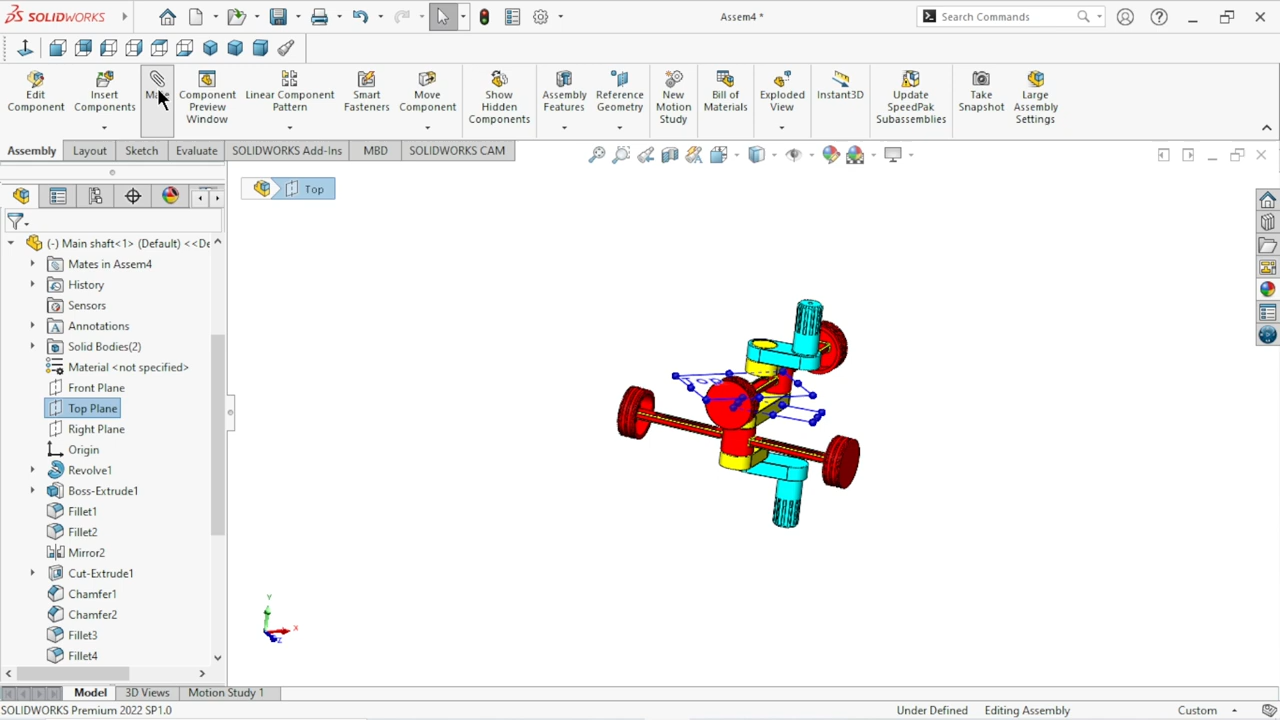 SOLIDWORKS
Assem4 *
Search Commands
Edit Component
Insert Components
Component Preview Window
Linear Component Pattern
Smart Fasteners
Move Component
Show Hidden Components
Assembly Features
Reference Geometry
New Motion Study
Bill of Materials
Exploded View
Instant3D
Update SpeedPak Subassemblies
Take Snapshot
Large Assembly Settings
Assembly
Layout
Sketch
Evaluate
SOLIDWORKS Add-Ins
MBD
SOLIDWORKS CAM
Top
(-) Main shaft<1> (Default) <<De
Mates in Assem4
History
Sensors
Annotations
Solid Bodies(2)
Material <not specified>
Front Plane
Top Plane
Right Plane
Origin
Revolve1
Boss-Extrude1
Fillet1
Fillet2
Mirror2
Cut-Extrude1
Chamfer1
Chamfer2
Fillet3
Fillet4
Top
Y
X
Z
Model
3D Views
Motion Study 1
SOLIDWORKS Premium 2022 SP1.0
Under Defined
Editing Assembly
Custom